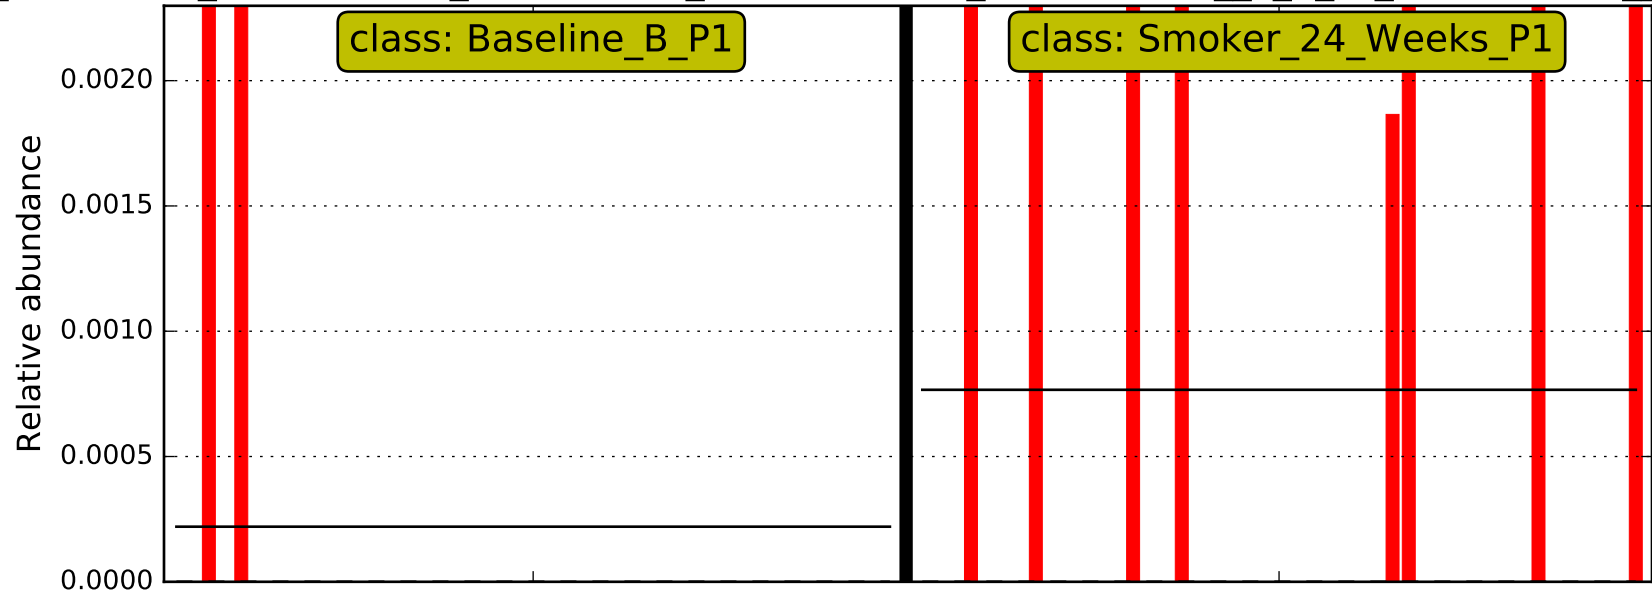 class: Baseline_B_P1
class: Smoker_24_Weeks_P1
Relative abundance
0.0020
0.0015
0.0010
0.0005
0.0000